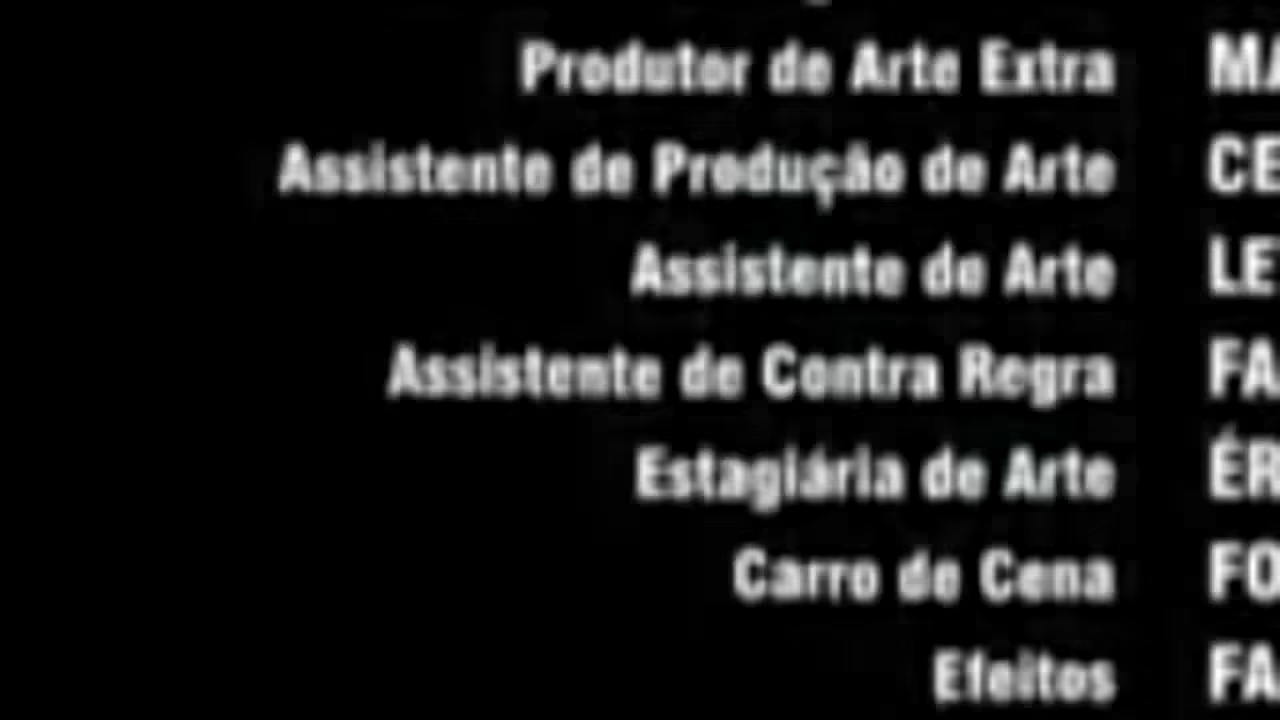 Produtor de Arte Extra MA
Assistente de Produção de Arte CE
Assistente de Arte LE
Assistente de Contra Regra FA
Estagiária de Arte ÉR
Carro de Cena FO
Efeitos FA